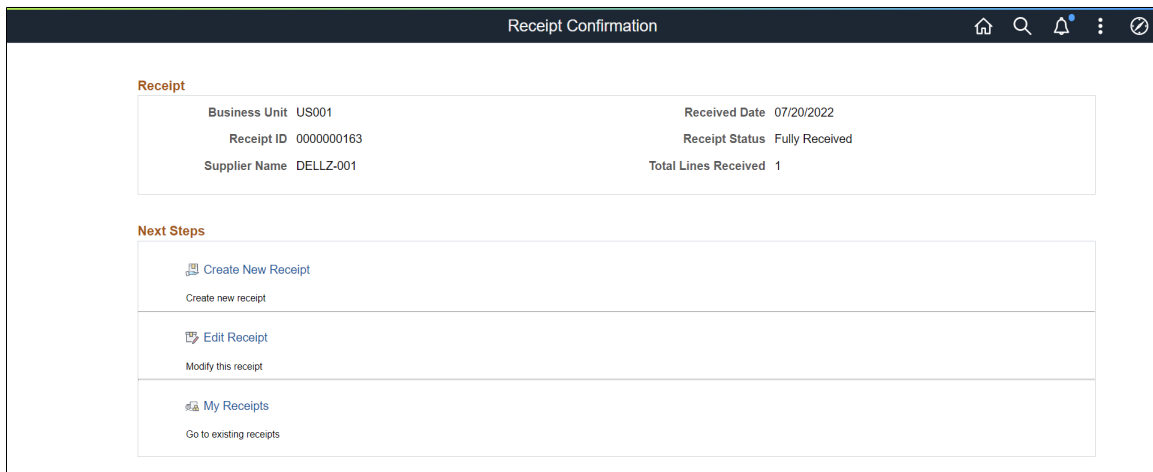 Receipt Confirmation
Receipt
Business Unit US001 Received Date 07/20/2022
Receipt ID 0000000163 Receipt Status Fully Received
Supplier Name DELLZ-001 Total Lines Received 1
Next Steps
Create New Receipt
Create new receipt
Edit Receipt
Modify this receipt
My Receipts
Go to existing receipts